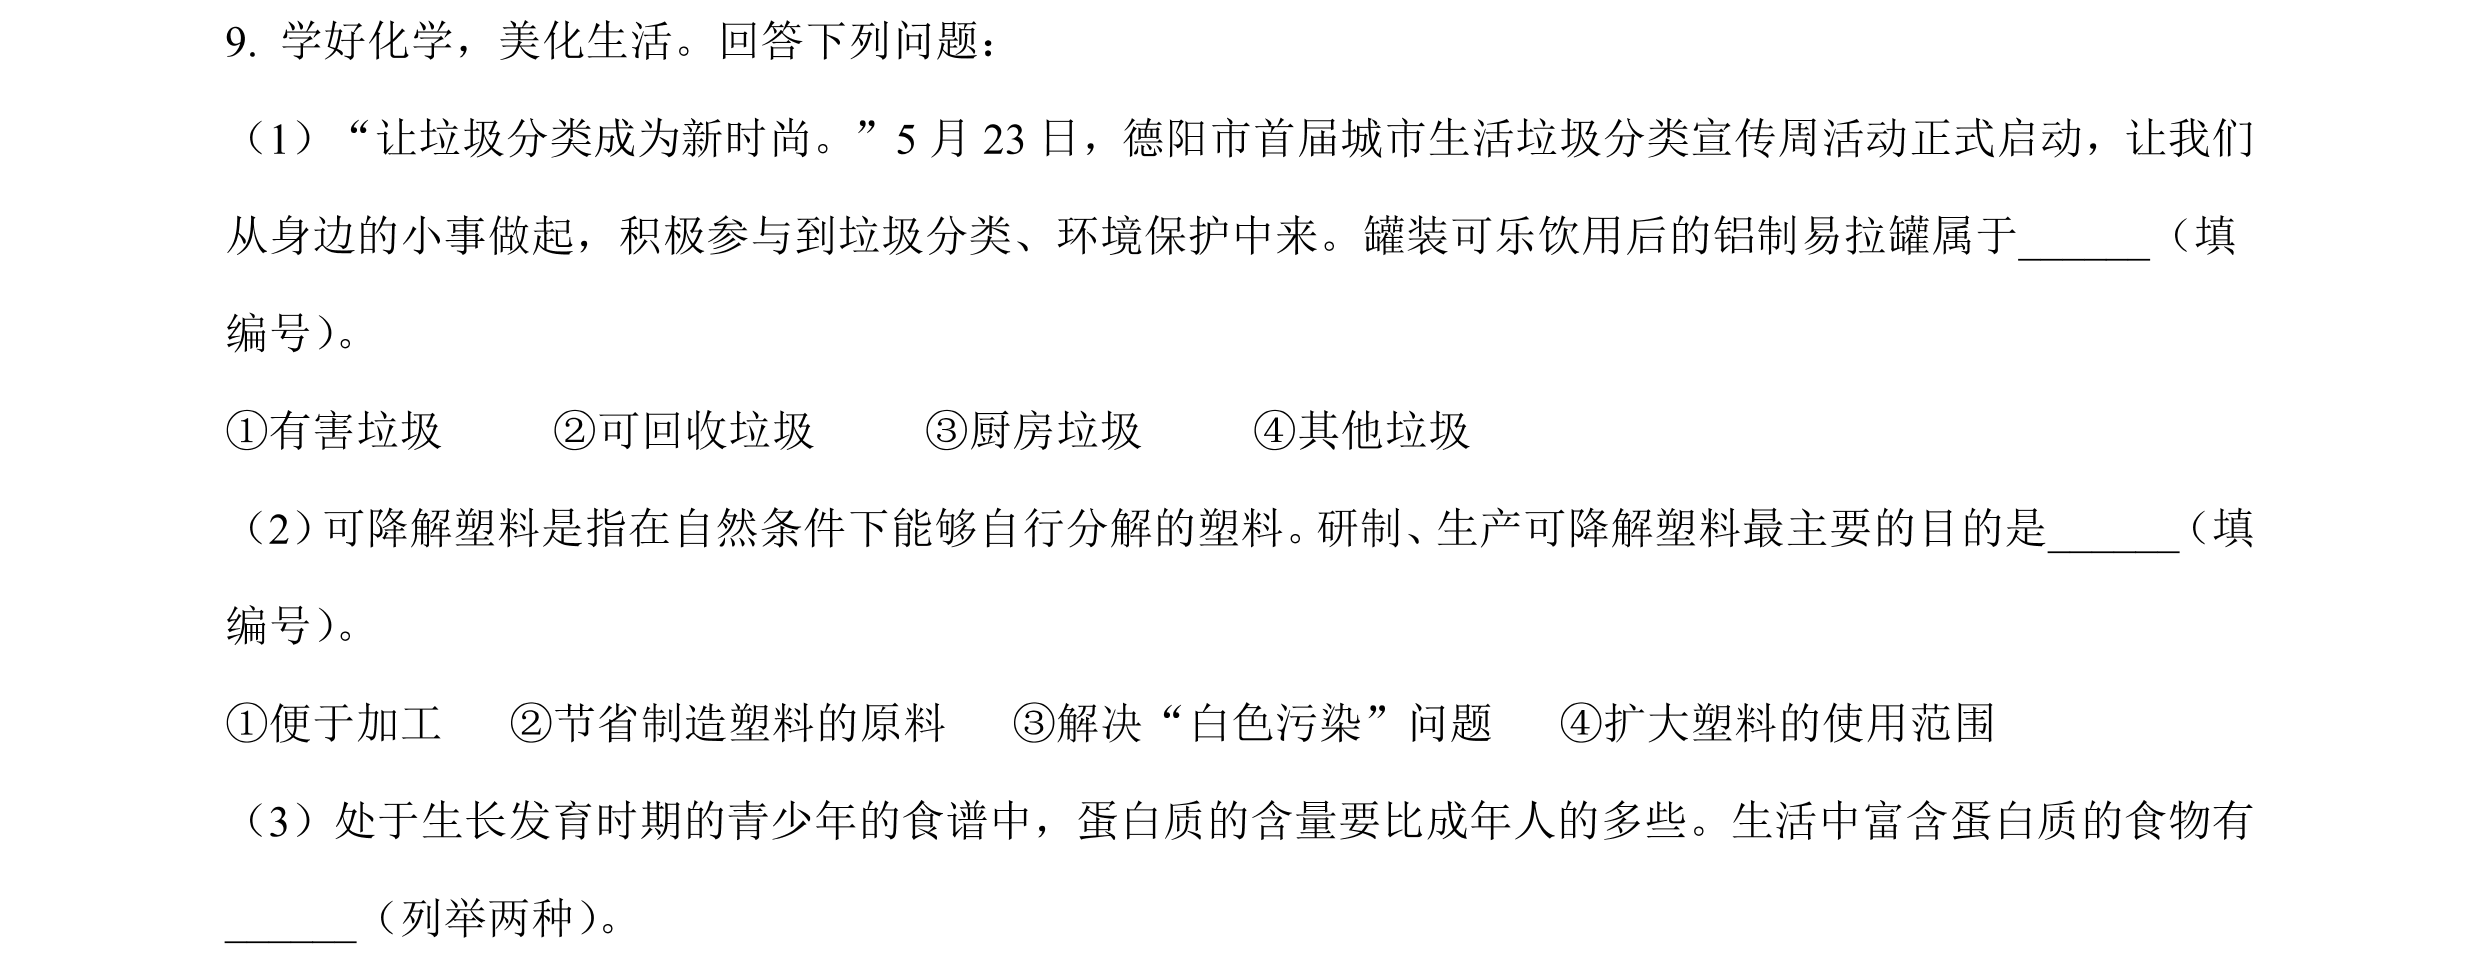 9. 学好化学，美化生活。回答下列问题：
（1）“让垃圾分类成为新时尚。”5 月 23 日，德阳市首届城市生活垃圾分类宣传周活动正式启动，让我们
从身边的小事做起，积极参与到垃圾分类、环境保护中来。罐装可乐饮用后的铝制易拉罐属于______（填
编号）。
①有害垃圾 ②可回收垃圾 ③厨房垃圾 ④其他垃圾
（2）可降解塑料是指在自然条件下能够自行分解的塑料。研制、生产可降解塑料最主要的目的是______（填
编号）。
①便于加工 ②节省制造塑料的原料 ③解决“白色污染”问题 ④扩大塑料的使用范围
（3）处于生长发育时期的青少年的食谱中，蛋白质的含量要比成年人的多些。生活中富含蛋白质的食物有
______（列举两种）。